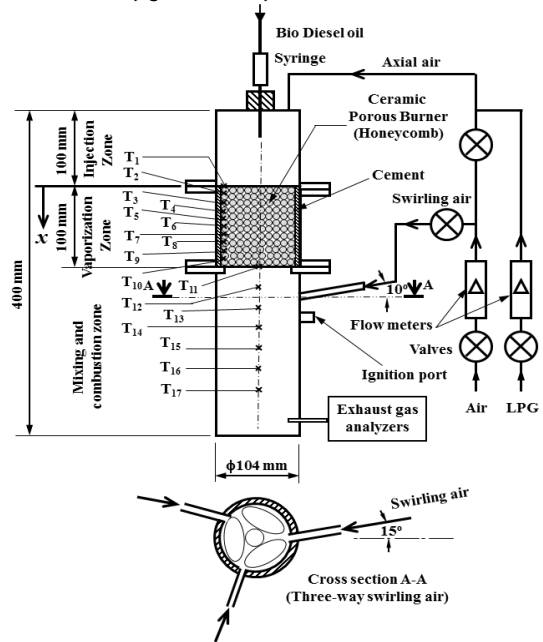 Bio Diesel oil
Syringe
Axial air
Ceramic
Porous Burner
(Honeycomb)
Cement
Swirling air
100 mm
Injection
Zone
100 mm
Vaporization
Zone
400 mm
Mixing and
combustion zone
x
T1
T2
T3
T4
T5
T6
T7
T8
T9
T10
T11
T12
T13
T14
T15
T16
T17
A
A
10°
Flow meters
Valves
Ignition port
Air
LPG
Exhaust gas
analyzers
ϕ104 mm
Swirling air
15°
Cross section A-A
(Three-way swirling air)